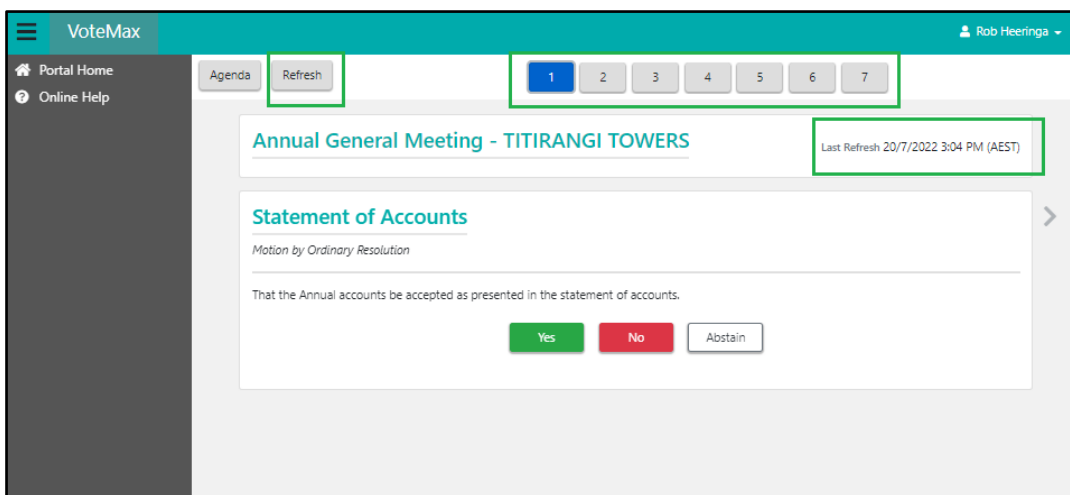 VoteMax
Rob Heeringa
Portal Home
Online Help
Agenda
Refresh
1 2 3 4 5 6 7
Annual General Meeting - TITIRANGI TOWERS
Last Refresh 20/7/2022 3:04 PM (AEST)
Statement of Accounts
Motion by Ordinary Resolution
That the Annual accounts be accepted as presented in the statement of accounts.
Yes
No
Abstain